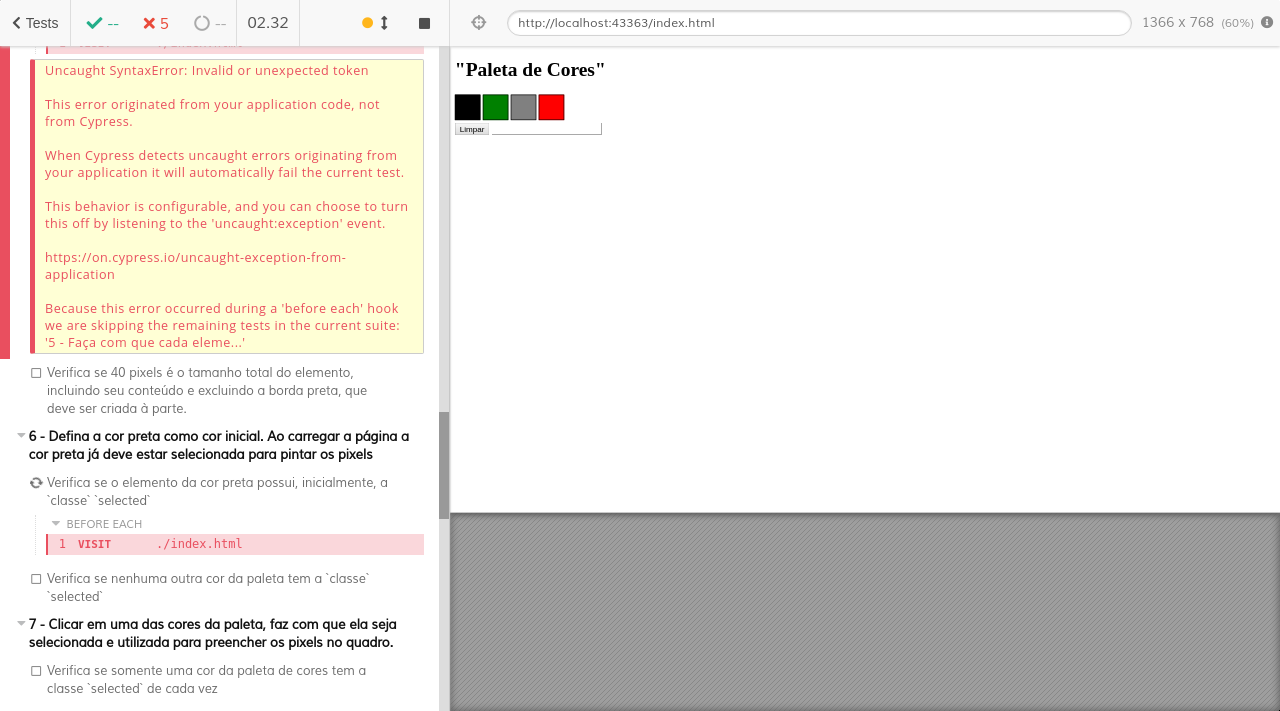 Tests
--
5
--
02.32
http://localhost:43363/index.html
1366 x 768 (60%)
Uncaught SyntaxError: Invalid or unexpected token
This error originated from your application code, not
from Cypress.
When Cypress detects uncaught errors originating from
your application it will automatically fail the current test.
This behavior is configurable, and you can choose to turn
this off by listening to the 'uncaught:exception' event.
https://on.cypress.io/uncaught-exception-from-
application
Because this error occurred during a 'before each' hook
we are skipping the remaining tests in the current suite:
'5 - Faça com que cada eleme...'
Verifica se 40 pixels é o tamanho total do elemento,
incluindo seu conteúdo e excluindo a borda preta, que
deve ser criada à parte.
6 - Defina a cor preta como cor inicial. Ao carregar a página a
cor preta já deve estar selecionada para pintar os pixels
Verifica se o elemento da cor preta possui, inicialmente, a
`classe` `selected`
BEFORE EACH
1 VISIT ./index.html
Verifica se nenhuma outra cor da paleta tem a `classe`
`selected`
7 - Clicar em uma das cores da paleta, faz com que ela seja
selecionada e utilizada para preencher os pixels no quadro.
Verifica se somente uma cor da paleta de cores tem a
classe `selected` de cada vez
"Paleta de Cores"
Limpar